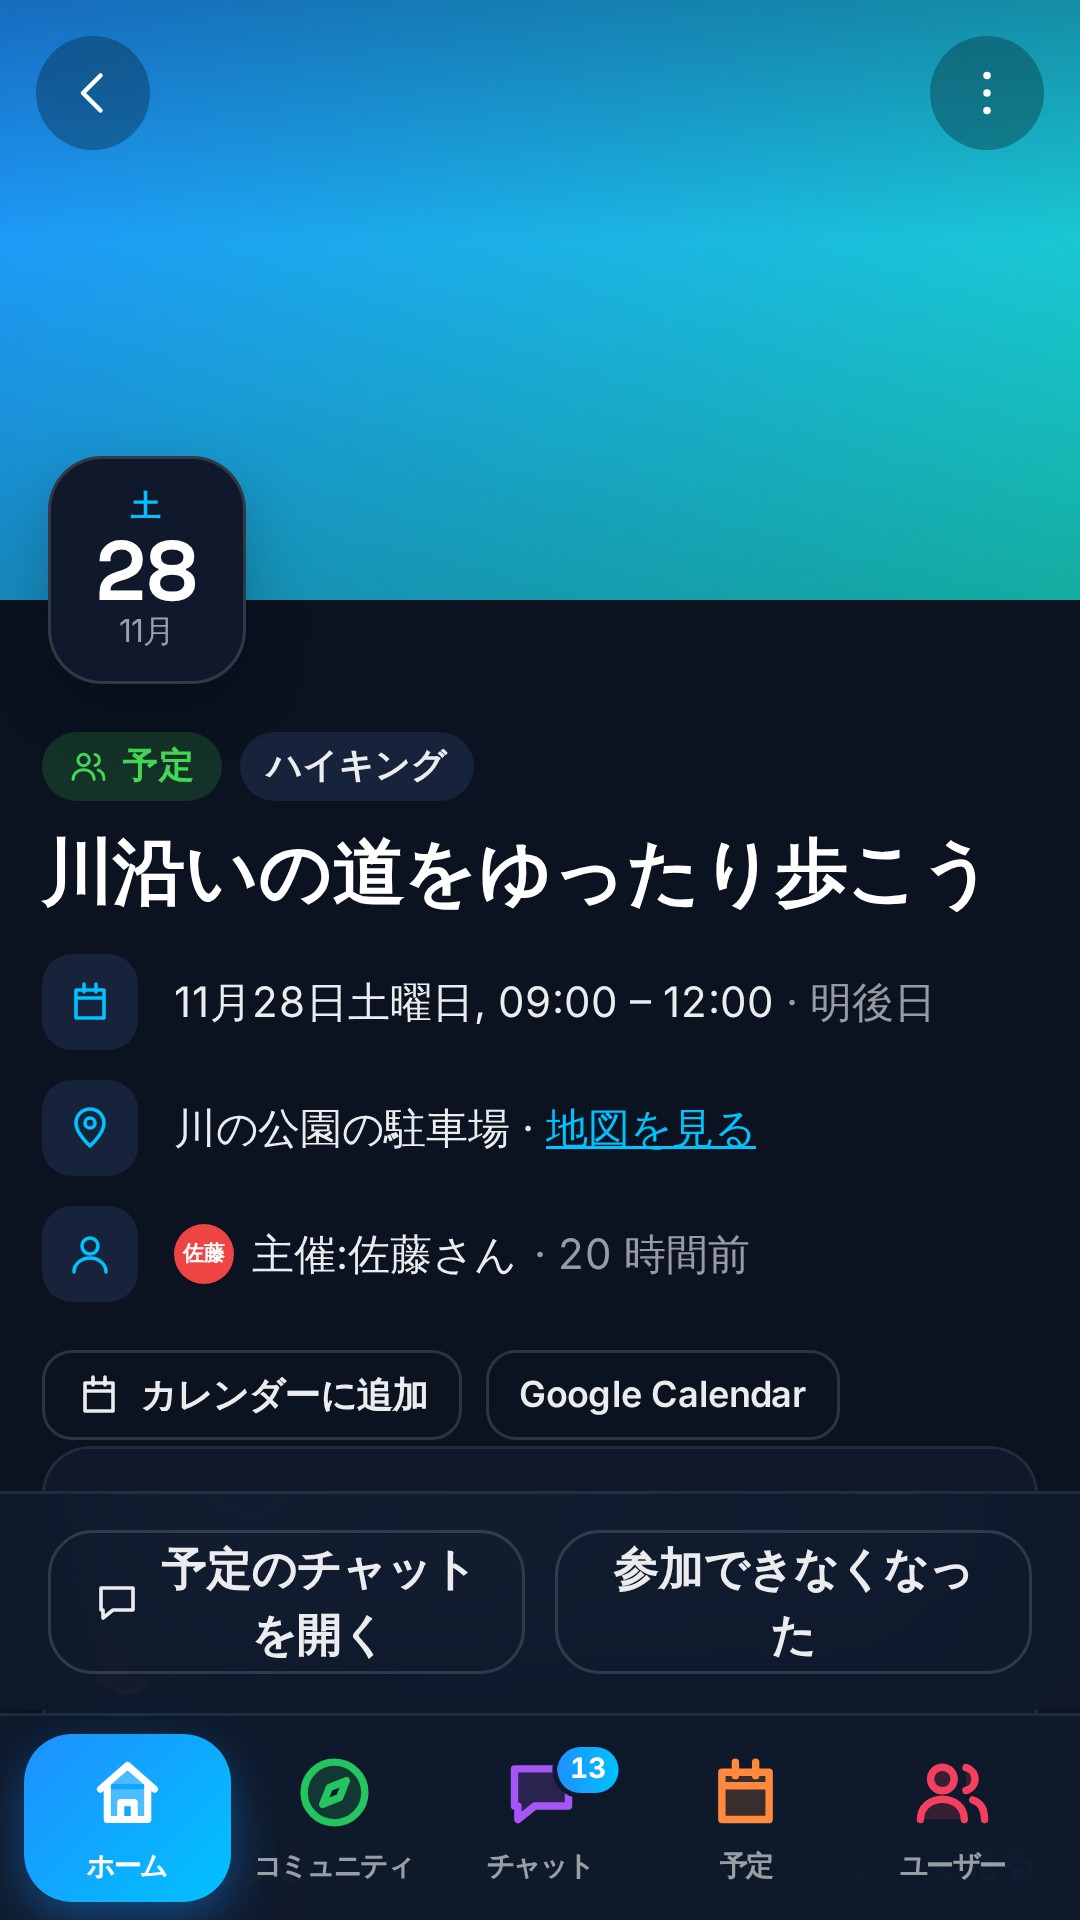 土
28
11月
予定
ハイキング
川沿いの道をゆったり歩こう
11月28日土曜日, 09:00 – 12:00 · 明後日
川の公園の駐車場 · 地図を見る
佐藤 主催:佐藤さん · 20 時間前
カレンダーに追加
Google Calendar
予定のチャット
を開く
参加できなくなっ
た
13
ホーム
コミュニティ
チャット
予定
ユーザー